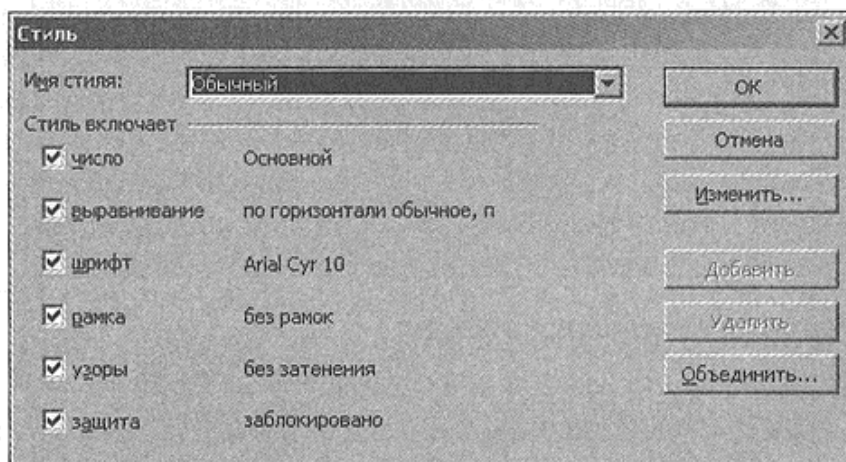 Стиль
Имя стиля: Обычный
ОК
Стиль включает
Отмена
число Основной
Изменить...
выравнивание по горизонтали обычное, п
шрифт Arial Cyr 10
Добавить
рамка без рамок
Удалить
узоры без затенения
Объединить...
защита заблокировано